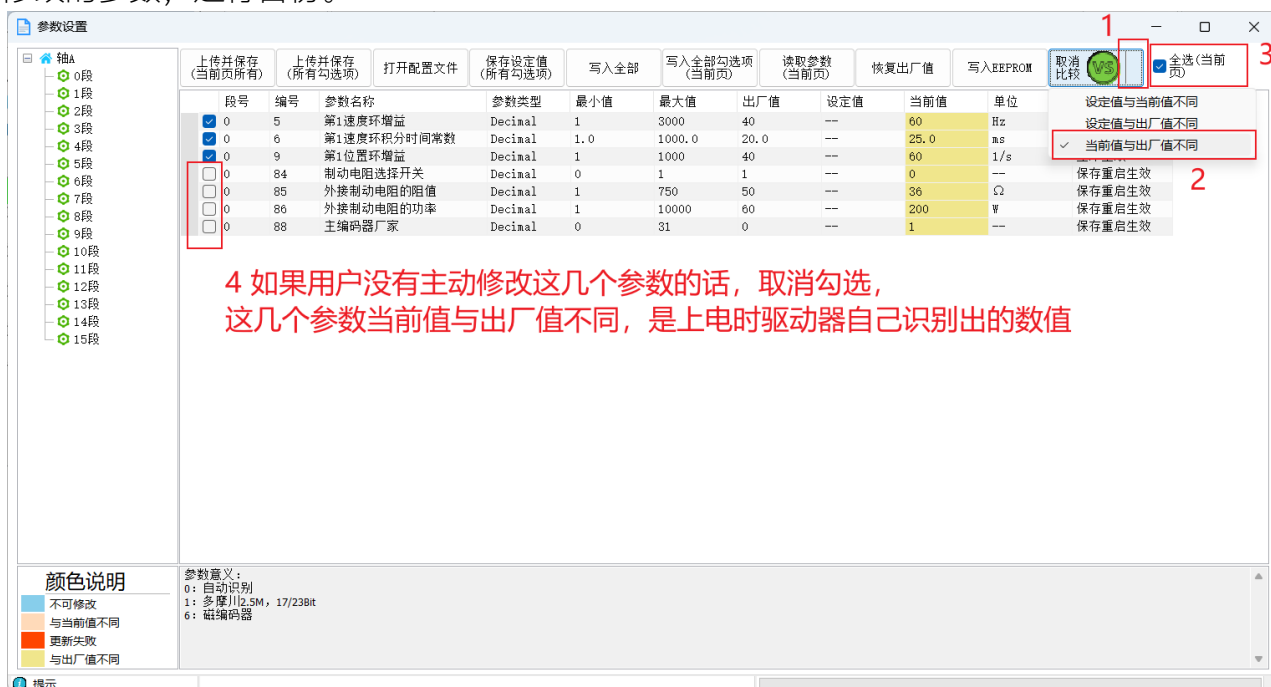 参数设置
1
3
轴A
0段
1段
2段
3段
4段
5段
6段
7段
8段
9段
10段
11段
12段
13段
14段
15段
上传并保存
(当前页所有)
上传并保存
(所有勾选项)
打开配置文件
保存设定值
(所有勾选项)
写入全部
写入全部勾选项
(当前页)
读取参数
(当前页)
恢复出厂值
写入EEPROM
取消
比较
VS
全选(当前
页)
段号 编号 参数名称 参数类型 最小值 最大值 出厂值 设定值 当前值 单位
0 5 第1速度环增益 Decimal 1 3000 40 -- 60 Hz
0 6 第1速度环积分时间常数 Decimal 1.0 1000.0 20.0 -- 25.0 ms
0 9 第1位置环增益 Decimal 1 1000 40 -- 60 1/s
0 84 制动电阻选择开关 Decimal 0 1 1 -- 0 -- 保存重启生效
0 85 外接制动电阻的阻值 Decimal 1 750 50 -- 36 Ω 保存重启生效
0 86 外接制动电阻的功率 Decimal 1 10000 60 -- 200 W 保存重启生效
0 88 主编码器厂家 Decimal 0 31 0 -- 1 -- 保存重启生效
设定值与当前值不同
设定值与出厂值不同
当前值与出厂值不同
2
4 如果用户没有主动修改这几个参数的话，取消勾选，
这几个参数当前值与出厂值不同，是上电时驱动器自己识别出的数值
颜色说明
不可修改
与当前值不同
更新失败
与出厂值不同
参数意义:
0: 自动识别
1: 多摩川2.5M, 17/23Bit
6: 磁编码器
提示